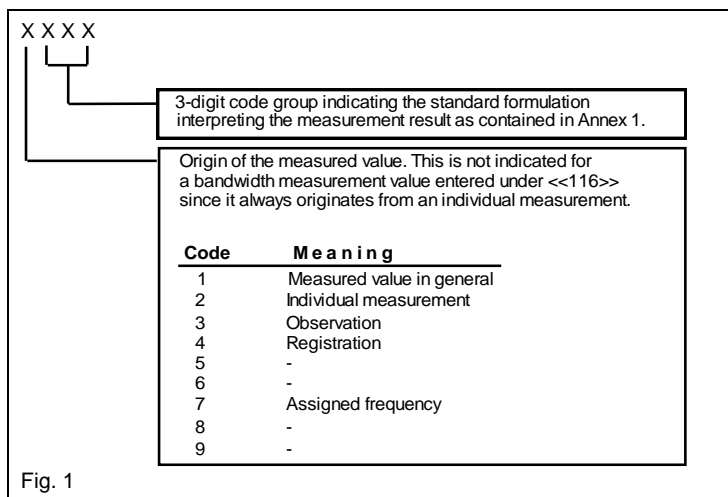 X X X X
3-digit code group indicating the standard formulation
interpreting the measurement result as contained in Annex 1.
Origin of the measured value. This is not indicated for
a bandwidth measurement value entered under <<116>>
since it always originates from an individual measurement.
Code Meaning
1 Measured value in general
2 Individual measurement
3 Observation
4 Registration
5 -
6 -
7 Assigned frequency
8 -
9 -
Fig. 1